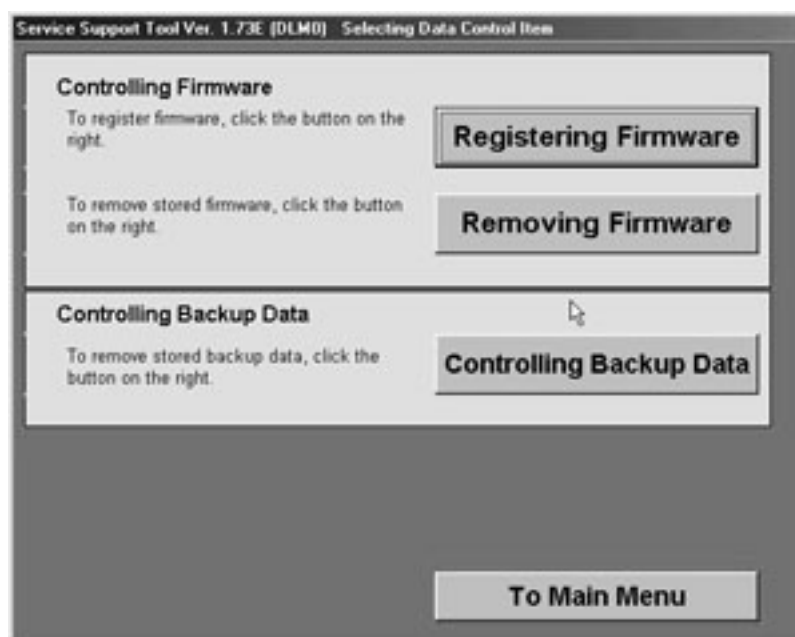 Service Support Tool Ver. 1.73E (DLM0) Selecting Data Control Item
Controlling Firmware
To register firmware, click the button on the
right.
Registering Firmware
To remove stored firmware, click the button
on the right.
Removing Firmware
Controlling Backup Data
To remove stored backup data, click the
button on the right.
Controlling Backup Data
To Main Menu